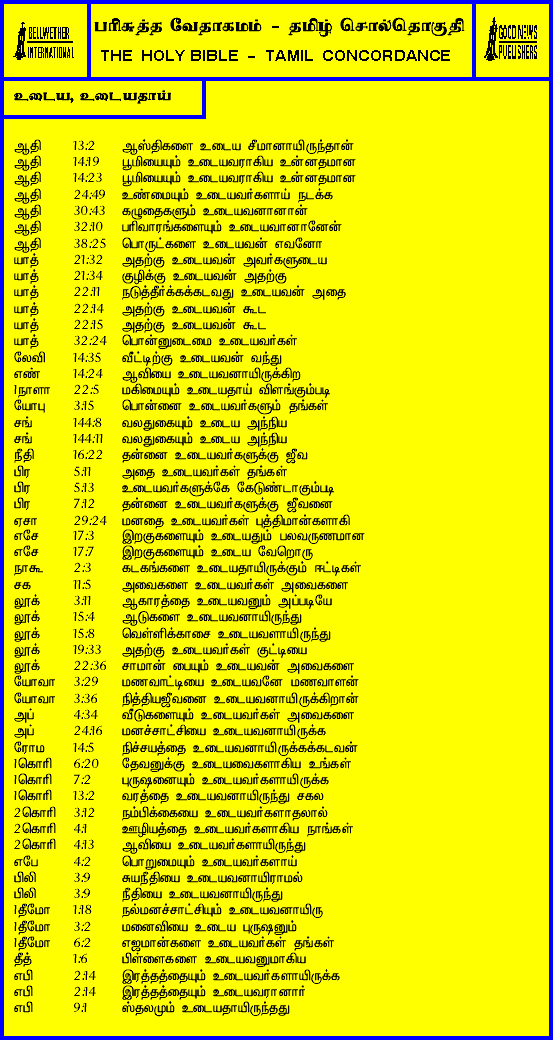 BELLWETHER INTERNATIONAL
பரிசுத்த வேதாகமம் - தமிழ் சொல்தொகுதி
THE HOLY BIBLE - TAMIL CONCORDANCE
GOOD NEWS PUBLISHERS
உடைய, உடையதாய்
ஆதி 13:2 ஆஸ்திகளை உடைய சீமானாயிருந்தான்
ஆதி 14:19 பூமியையும் உடையவராகிய உன்னதமான
ஆதி 14:23 பூமியையும் உடையவராகிய உன்னதமான
ஆதி 24:49 உண்மையும் உடையவர்களாய் நடக்க
ஆதி 30:43 கழுதைகளும் உடையவனானான்
ஆதி 32:10 பரிவாரங்களையும் உடையவானானேன்
ஆதி 38:25 பொருட்களை உடையவன் எவனோ
யாத் 21:32 அதற்கு உடையவன் அவர்களுடைய
யாத் 21:34 குழிக்கு உடையவன் அதற்கு
யாத் 22:11 நடுத்தீர்க்கக்கடவது உடையவன் அதை
யாத் 22:14 அதற்கு உடையவன் கூட
யாத் 22:15 அதற்கு உடையவன் கூட
யாத் 32:24 பொன்னுடைமை உடையவர்கள்
லேவி 14:35 வீட்டிற்கு உடையவன் வந்து
எண் 14:24 ஆவியை உடையவனாயிருக்கிற
1நாளா 22:5 மகிமையும் உடையதாய் விளங்கும்படி
யோபு 3:15 பொன்னை உடையவர்களும் தங்கள்
சங் 144:8 வலதுகையும் உடைய அந்நிய
சங் 144:11 வலதுகையும் உடைய அந்நிய
நீதி 16:22 தன்னை உடையவர்களுக்கு ஜீவ
பிர 5:11 அதை உடையவர்கள் தங்கள்
பிர 5:13 உடையவர்களுக்கே கேடுண்டாகும்படி
பிர 7:12 தன்னை உடையவர்களுக்கு ஜீவனை
ஏசா 29:24 மனதை உடையவர்கள் புத்திமான்களாகி
எசே 17:3 இறகுகளையும் உடையதும் பலவருணமான
எசே 17:7 இறகுகளையும் உடைய வேறொரு
நாகூ 2:3 கடகங்களை உடையதாயிருக்கும் ஈட்டிகள்
சக 11:5 அவைகளை உடையவர்கள் அவைகளை
லூக் 3:11 ஆகாரத்தை உடையவனும் அப்படியே
லூக் 15:4 ஆடுகளை உடையவனாயிருந்து
லூக் 15:8 வெள்ளிக்காசை உடையவளாயிருந்து
லூக் 19:33 அதற்கு உடையவர்கள் குட்டியை
லூக் 22:36 சாமான் பையும் உடையவன் அவைகளை
யோவா 3:29 மணவாட்டியை உடையவனே மணவாளன்
யோவா 3:36 நித்தியஜீவனை உடையவனாயிருக்கிறான்
அப் 4:34 வீடுகளையும் உடையவர்கள் அவைகளை
அப் 24:16 மனச்சாட்சியை உடையவனாயிருக்க
ரோம 14:5 நிச்சயத்தை உடையவனாயிருக்கக்கடவன்
1கொரி 6:20 தேவனுக்கு உடையவைகளாகிய உங்கள்
1கொரி 7:2 புருஷனையும் உடையவர்களாயிருக்க
1கொரி 13:2 வரத்தை உடையவனாயிருந்து சகல
2கொரி 3:12 நம்பிக்கையை உடையவர்களாதலால்
2கொரி 4:1 ஊழியத்தை உடையவர்களாகிய நாங்கள்
2கொரி 4:13 ஆவியை உடையவர்களாயிருந்து
எபே 4:2 பொறுமையும் உடையவர்களாய்
பிலி 3:9 சுயநீதியை உடையவனாயிராமல்
பிலி 3:9 நீதியை உடையவனாயிருந்து
1தீமோ 1:18 நல்மனச்சாட்சியும் உடையவனாயிரு
1தீமோ 3:2 மனைவியை உடைய புருஷனும்
1தீமோ 6:2 எஜமான்களை உடையவர்கள் தங்கள்
தீத் 1:6 பிள்ளைகளை உடையவனுமாகிய
எபி 2:14 இரத்தத்தையும் உடையவர்களாயிருக்க
எபி 2:14 இரத்தத்தையும் உடையவரானார்
எபி 9:1 ஸ்தலமும் உடையதாயிருந்தது